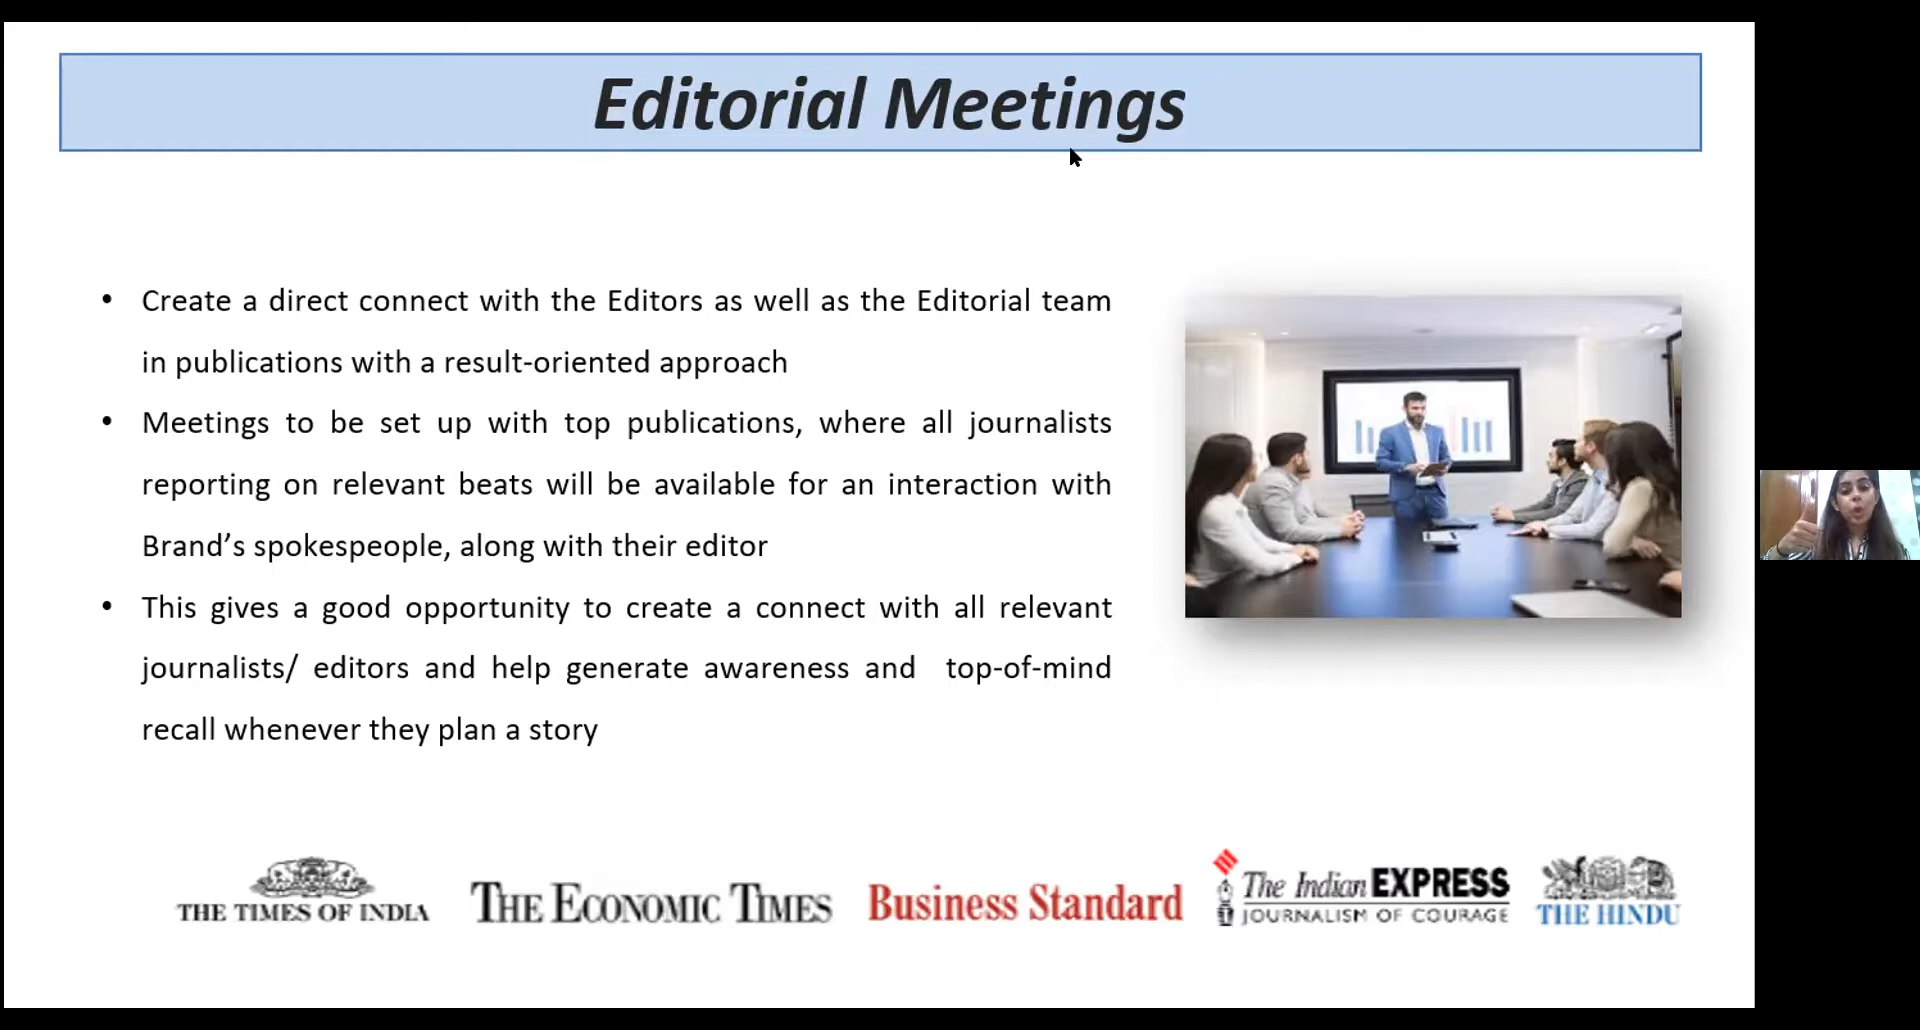 Editorial Meetings
• Create a direct connect with the Editors as well as the Editorial team
in publications with a result-oriented approach
• Meetings to be set up with top publications, where all journalists
reporting on relevant beats will be available for an interaction with
Brand’s spokespeople, along with their editor
• This gives a good opportunity to create a connect with all relevant
journalists/ editors and help generate awareness and  top-of-mind
recall whenever they plan a story
THE TIMES OF INDIA
THE ECONOMIC TIMES
Business Standard
The Indian EXPRESS
JOURNALISM OF COURAGE
THE HINDU